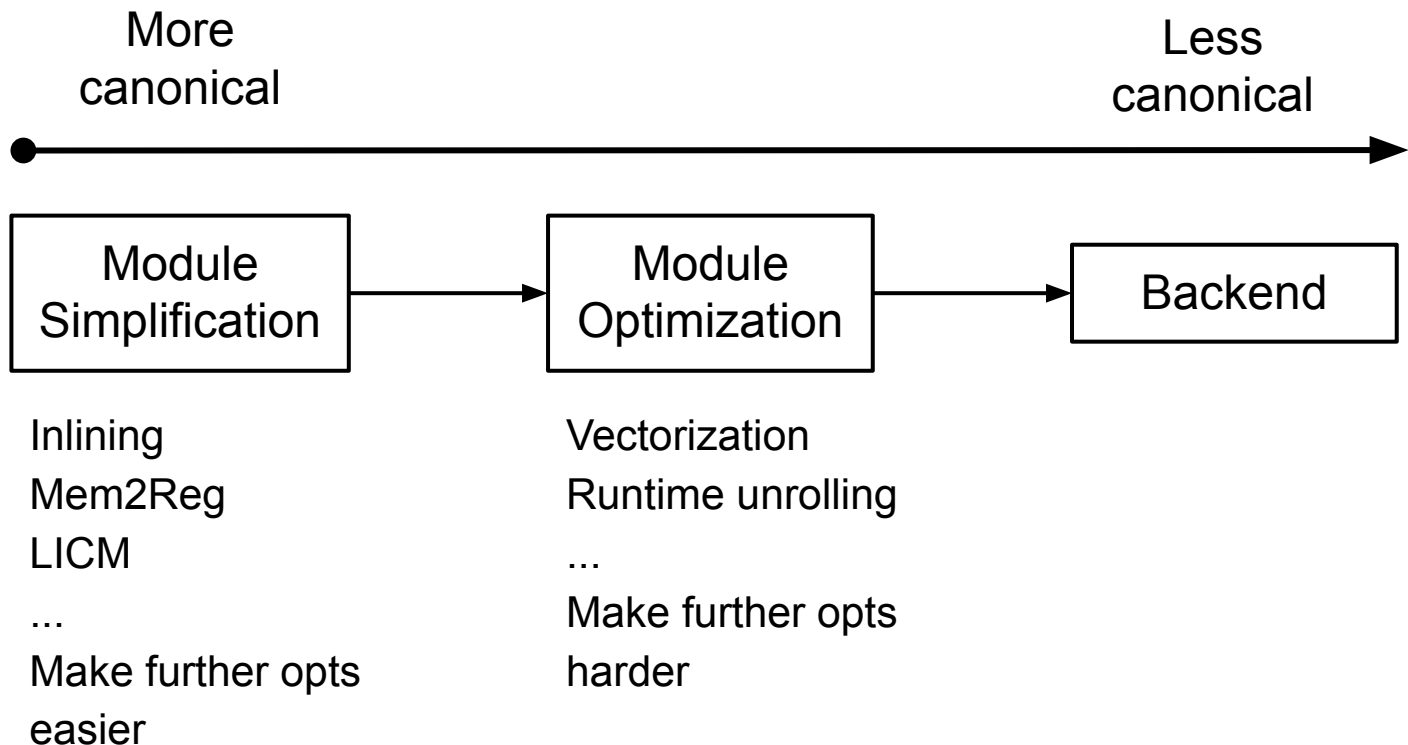 More
canonical
Less
canonical
Module
Simplification
Module
Optimization
Backend
Inlining
Mem2Reg
LICM
...
Make further opts
easier
Vectorization
Runtime unrolling
...
Make further opts
harder